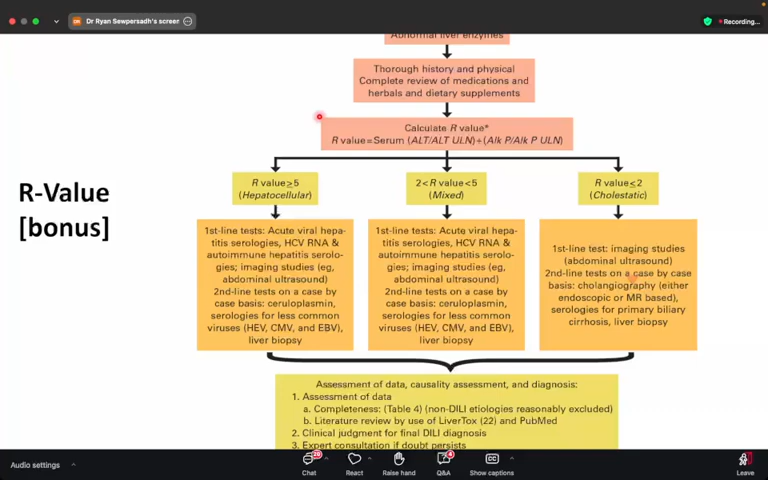 Dr Ryan Sewpersadh's screen
Recording...
Abnormal liver enzymes
Thorough history and physical
Complete review of medications and
herbals and dietary supplements
Calculate R value*
R value=Serum (ALT/ALT ULN)÷(Alk P/Alk P ULN)
R-Value
[bonus]
R value≥5
(Hepatocellular)
2<R value<5
(Mixed)
R value≤2
(Cholestatic)
1st-line tests: Acute viral hepa-
titis serologies, HCV RNA &
autoimmune hepatitis serolo-
gies; imaging studies (eg,
abdominal ultrasound)
2nd-line tests on a case by
case basis: ceruloplasmin,
serologies for less common
viruses (HEV, CMV, and EBV),
liver biopsy
1st-line tests: Acute viral hepa-
titis serologies, HCV RNA &
autoimmune hepatitis serolo-
gies; imaging studies (eg,
abdominal ultrasound)
2nd-line tests on a case by
case basis: ceruloplasmin,
serologies for less common
viruses (HEV, CMV, and EBV),
liver biopsy
1st-line test: imaging studies
(abdominal ultrasound)
2nd-line tests on a case by case
basis: cholangiography (either
endoscopic or MR based),
serologies for primary biliary
cirrhosis, liver biopsy
Assessment of data, causality assessment, and diagnosis:
1. Assessment of data
a. Completeness: (Table 4) (non-DILI etiologies reasonably excluded)
b. Literature review by use of LiverTox (22) and PubMed
2. Clinical judgment for final DILI diagnosis
3. Expert consultation if doubt persists
Audio settings
Chat
React
Raise hand
Q&A
Show captions
Leave